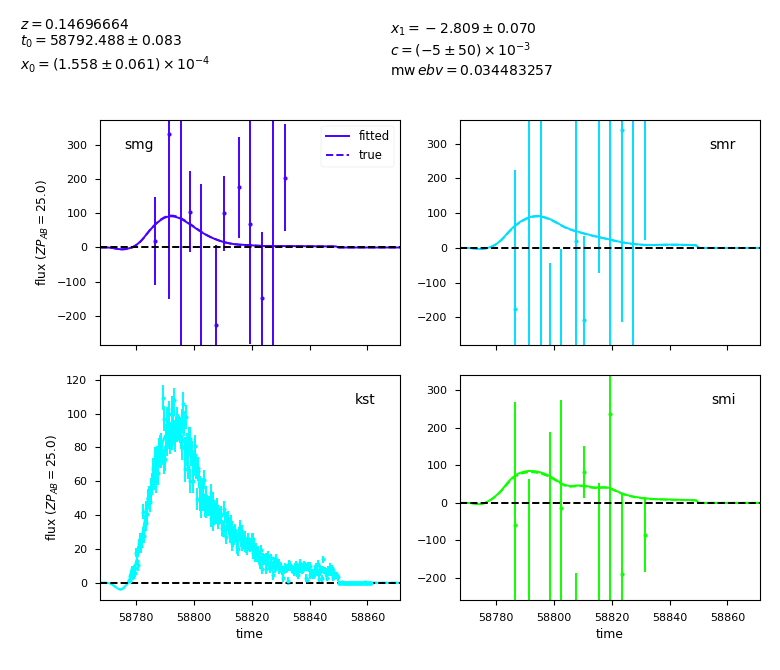 z = 0.14696664
t₀ = 58792.488 ± 0.083
x₀ = (1.558 ± 0.061) × 10⁻⁴
x₁ = −2.809 ± 0.070
c = (−5 ± 50) × 10⁻³
mw ebv = 0.034483257
smg
fitted
true
300
200
100
0
−100
−200
flux (ZP_AB = 25.0)
smr
300
200
100
0
−100
−200
kst
120
100
80
60
40
20
0
flux (ZP_AB = 25.0)
58780 58800 58820 58840 58860
time
smi
300
200
100
0
−100
−200
58780 58800 58820 58840 58860
time